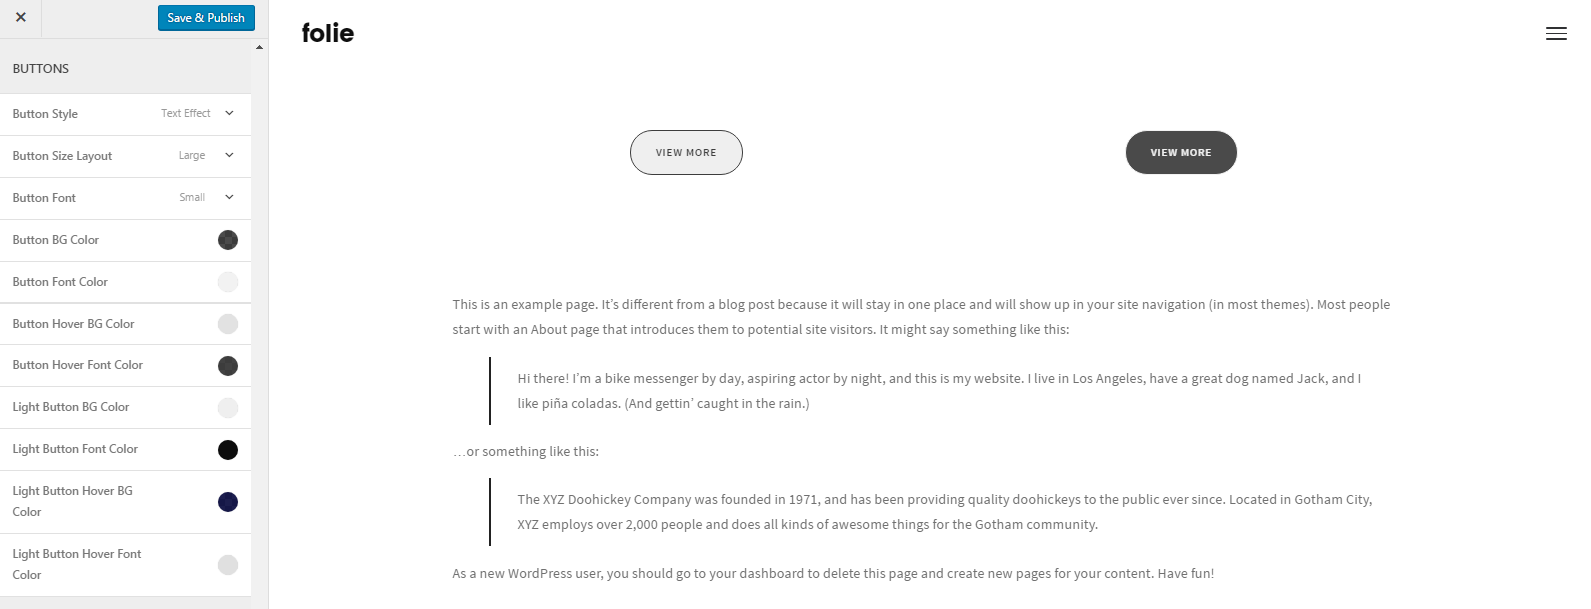 Save & Publish
BUTTONS
Button Style Text Effect
Button Size Layout Large
Button Font Small
Button BG Color
Button Font Color
Button Hover BG Color
Button Hover Font Color
Light Button BG Color
Light Button Font Color
Light Button Hover BG
Color
Light Button Hover Font
Color
folie
VIEW MORE
VIEW MORE
This is an example page. It’s different from a blog post because it will stay in one place and will show up in your site navigation (in most themes). Most people
start with an About page that introduces them to potential site visitors. It might say something like this:
Hi there! I’m a bike messenger by day, aspiring actor by night, and this is my website. I live in Los Angeles, have a great dog named Jack, and I
like piña coladas. (And gettin’ caught in the rain.)
…or something like this:
The XYZ Doohickey Company was founded in 1971, and has been providing quality doohickeys to the public ever since. Located in Gotham City,
XYZ employs over 2,000 people and does all kinds of awesome things for the Gotham community.
As a new WordPress user, you should go to your dashboard to delete this page and create new pages for your content. Have fun!